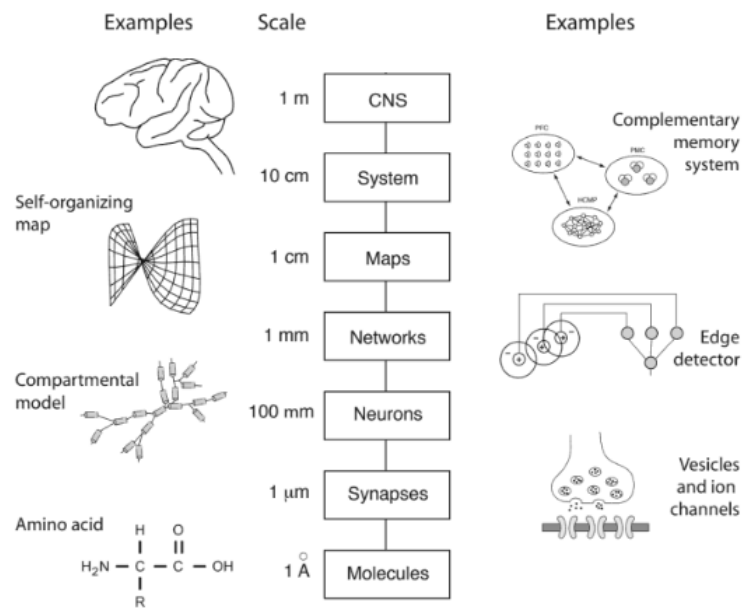 Examples
Scale
Examples
1 m
CNS
Complementary
memory
system
PFC
PMC
HCMP
10 cm
System
Self-organizing
map
1 cm
Maps
1 mm
Networks
Edge
detector
- - -
+ + +
Compartmental
model
100 mm
Neurons
1 μm
Synapses
Vesicles
and ion
channels
Amino acid
H O
H₂N – C – C – OH
R
1 Å
Molecules